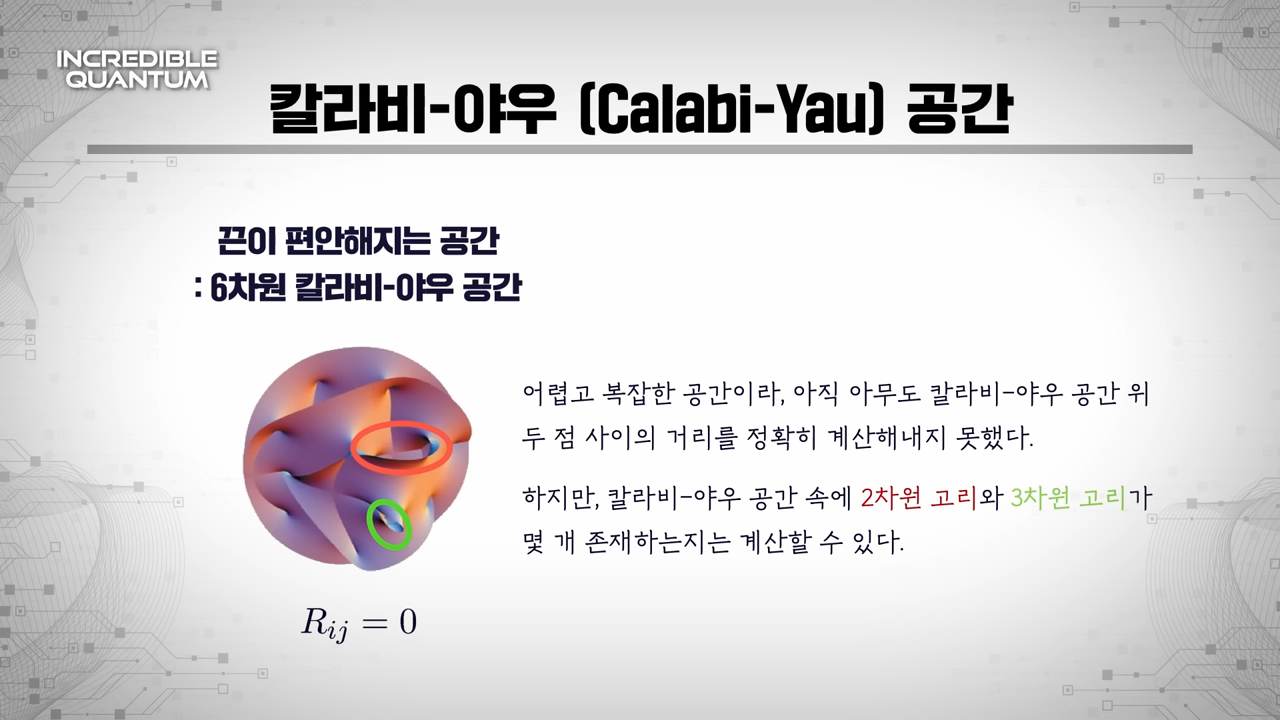 INCREDIBLE
QUANTUM
칼라비-야우 (Calabi-Yau) 공간
끈이 편안해지는 공간
: 6차원 칼라비-야우 공간
어렵고 복잡한 공간이라, 아직 아무도 칼라비-야우 공간 위
두 점 사이의 거리를 정확히 계산해내지 못했다.
하지만, 칼라비-야우 공간 속에 2차원 고리와 3차원 고리가
몇 개 존재하는지는 계산할 수 있다.
$R_{ij} = 0$